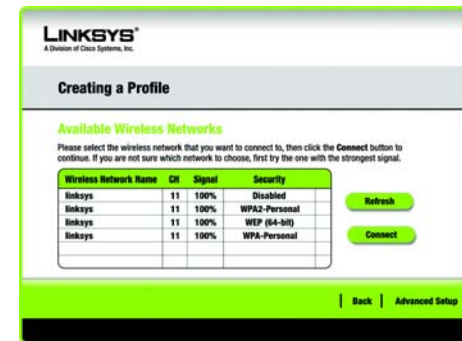 LINKSYS®
A Division of Cisco Systems, Inc.
Creating a Profile
Available Wireless Networks
Please select the wireless network that you want to connect to, then click the Connect button to
continue. If you are not sure which network to choose, first try the one with the strongest signal.
Wireless Network Name CH Signal Security
linksys 11 100% Disabled
linksys 11 100% WPA2-Personal
linksys 11 100% WEP (64-bit)
linksys 11 100% WPA-Personal
Refresh
Connect
Back Advanced Setup